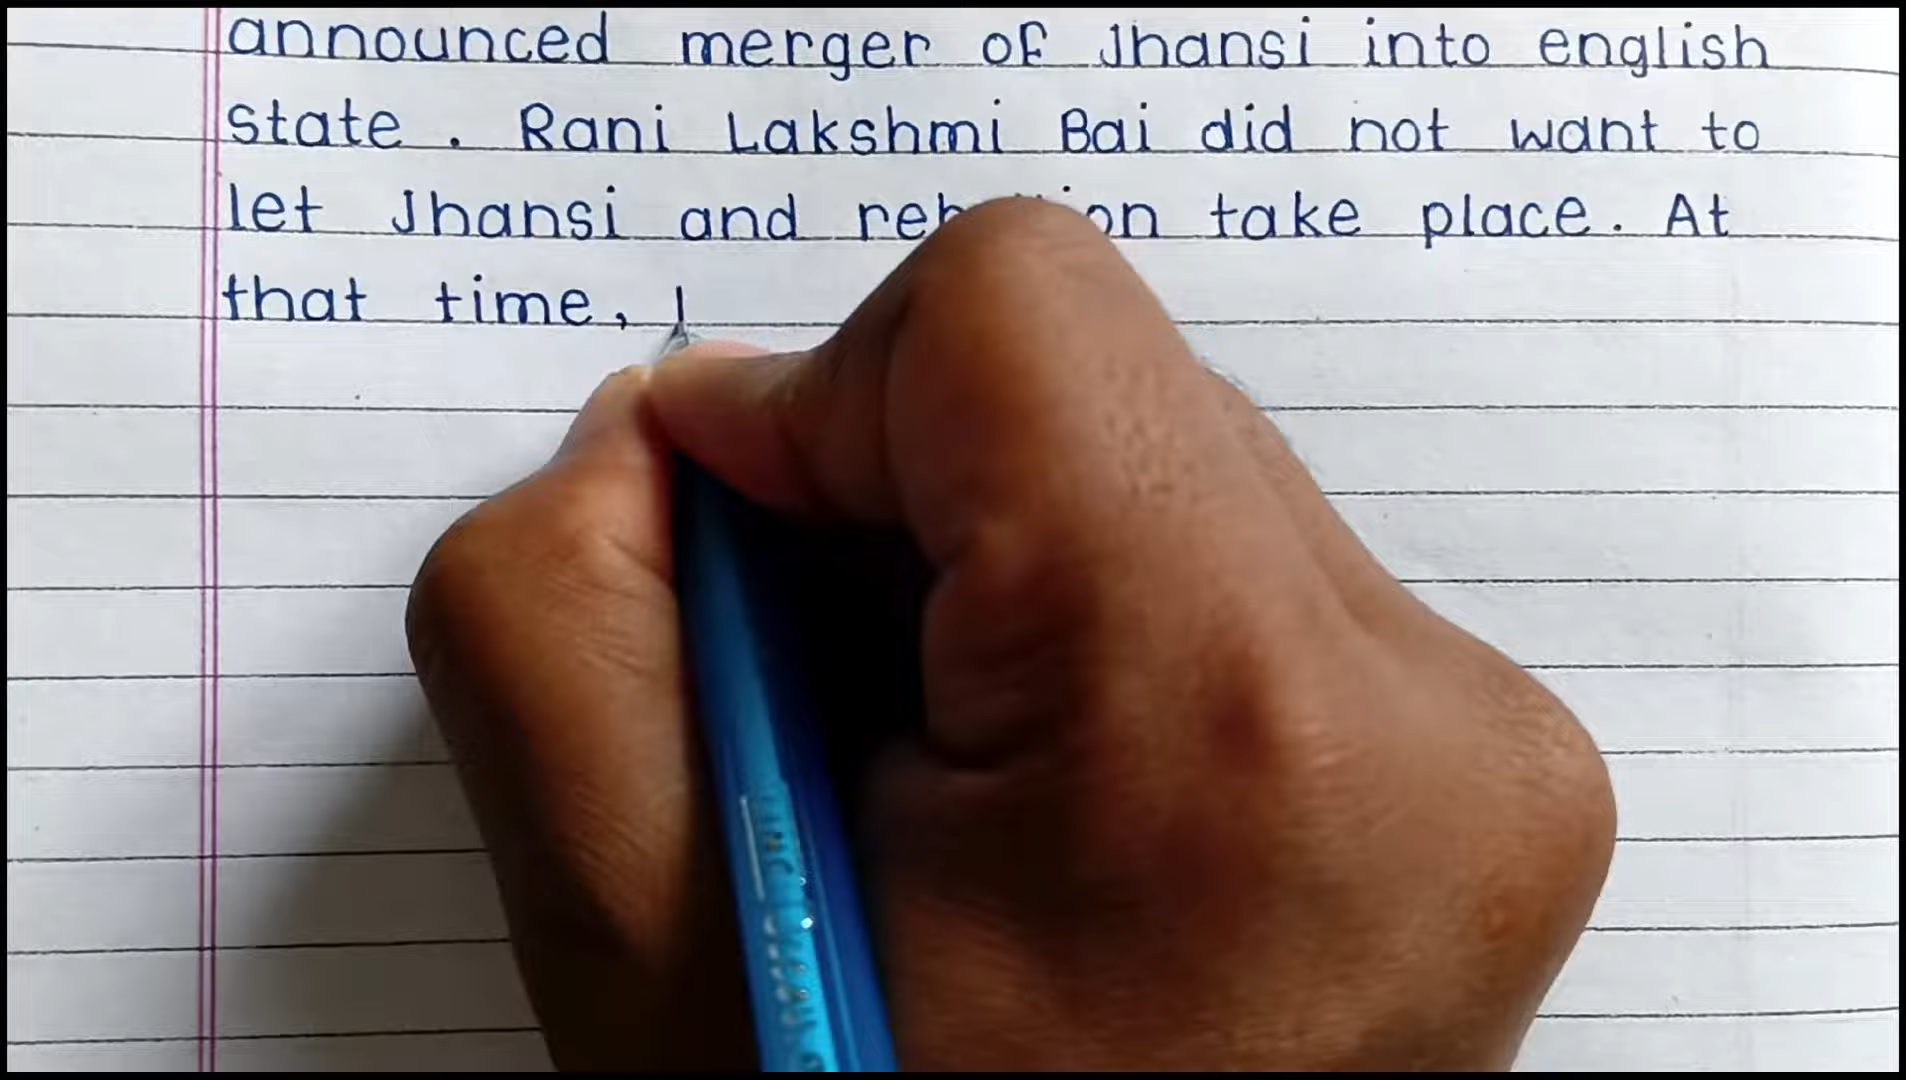 announced merger of Jhansi into english
state. Rani Lakshmi Bai did not want to
let Jhansi and take place. At
that time,